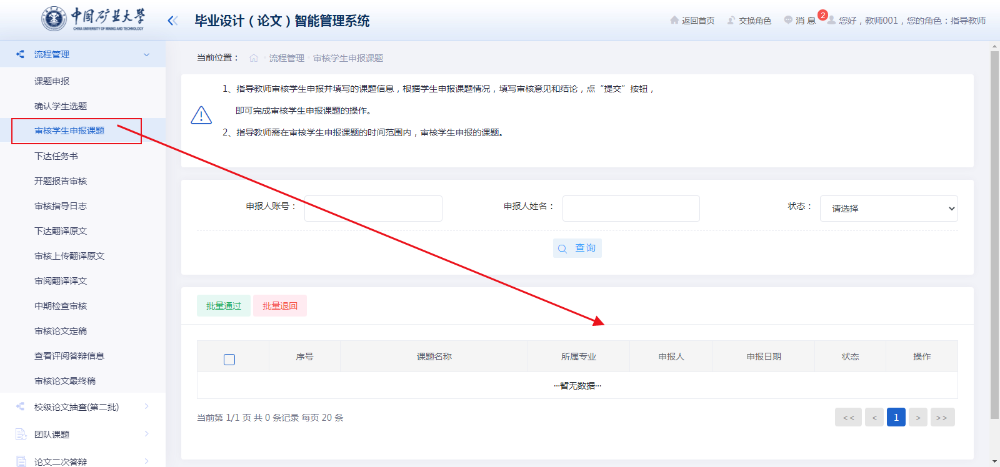 中国矿业大学
CHINA UNIVERSITY OF MINING AND TECHNOLOGY
毕业设计（论文）智能管理系统
返回首页 交换角色 消息 2 您好，教师001，您的角色：指导教师
流程管理
课题申报
确认学生选题
审核学生申报课题
下达任务书
开题报告审核
审核指导日志
下达翻译原文
审核上传翻译原文
审阅翻译译文
中期检查审核
审核论文定稿
查看评阅答辩信息
审核论文最终稿
校级论文抽查(第二批)
团队课题
论文二次答辩
当前位置： 流程管理 审核学生申报课题
1、指导教师审核学生申报并填写的课题信息，根据学生申报课题情况，填写审核意见和结论，点“提交”按钮，
即可完成审核学生申报课题的操作。
2、指导教师需在审核学生申报课题的时间范围内，审核学生申报的课题。
申报人账号： 申报人姓名： 状态： 请选择
查询
批量通过 批量退回
序号 课题名称 所属专业 申报人 申报日期 状态 操作
···暂无数据···
当前第 1/1 页 共 0 条记录 每页 20 条
<< < 1 > >>